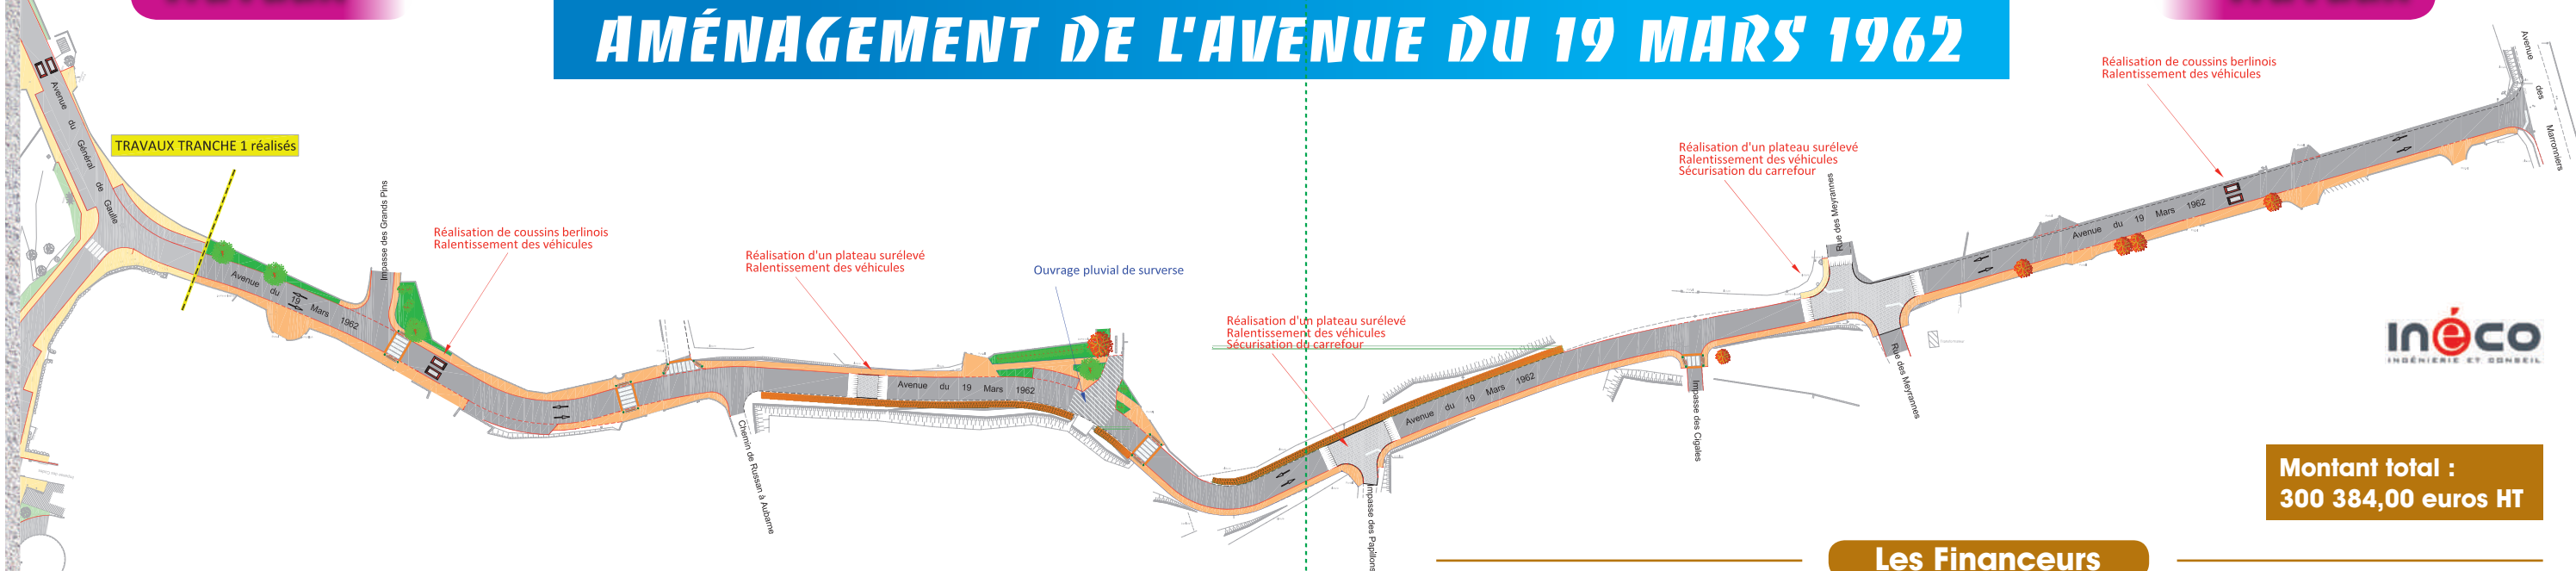 AMÉNAGEMENT DE L'AVENUE DU 19 MARS 1962
Avenue du Général de Gaulle
TRAVAUX TRANCHE 1 réalisés
Avenue du 19 Mars 1962
Impasse des Grands Pins
Réalisation de coussins berlinois
Ralentissement des véhicules
Chemin de Russan à Aubarne
Réalisation d'un plateau surélevé
Ralentissement des véhicules
Avenue du 19 Mars 1962
Ouvrage pluvial de surverse
Réalisation d'un plateau surélevé
Ralentissement des véhicules
Sécurisation du carrefour
Impasse des Papillons
Avenue du 19 Mars 1962
Impasse des Cigales
Réalisation d'un plateau surélevé
Ralentissement des véhicules
Sécurisation du carrefour
Rue des Meyrannes
Rue des Meyrannes
Avenue du 19 Mars 1962
Réalisation de coussins berlinois
Ralentissement des véhicules
Avenue des Marronniers
inéco
INGÉNIERIE ET CONSEIL
Montant total :
300 384,00 euros HT
Les Financeurs